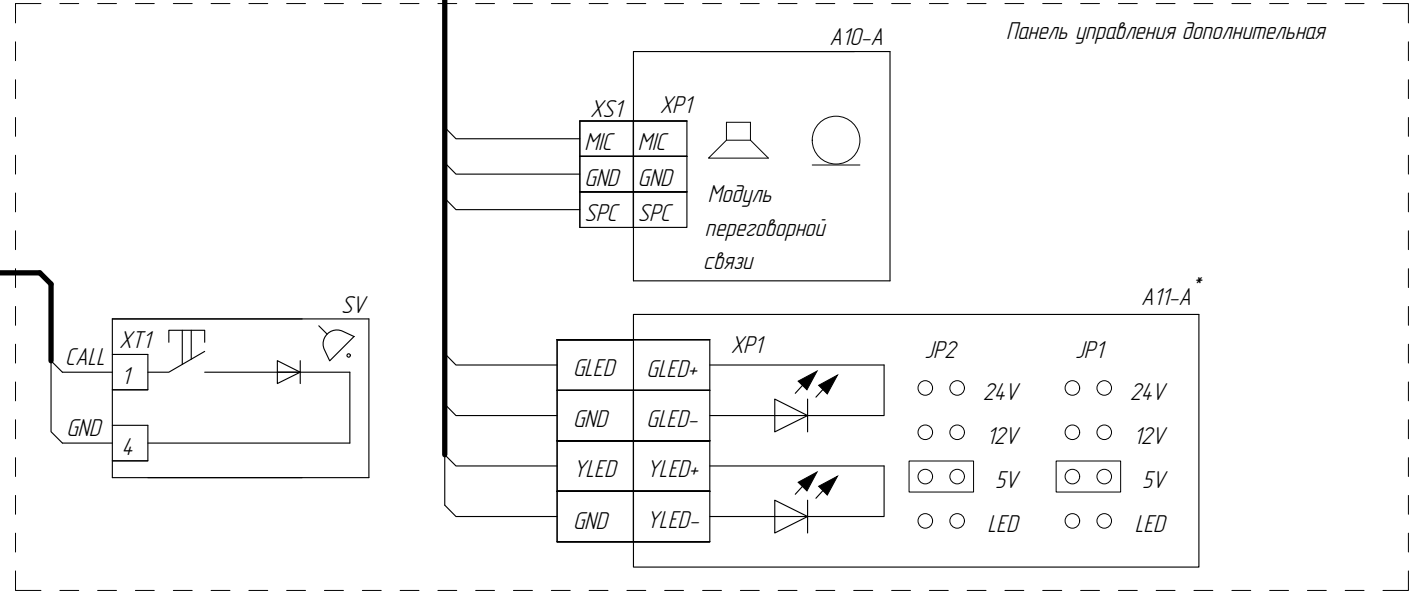 Панель управления дополнительная
A10-A
XS1 XP1
MIC MIC
GND GND
SPC SPC
Модуль
переговорной
связи
SV
XT1
CALL 1
GND 4
A11-A*
XP1 JP2 JP1
GLED GLED+
24V 24V
GND GLED-
12V 12V
YLED YLED+
5V 5V
GND YLED-
LED LED